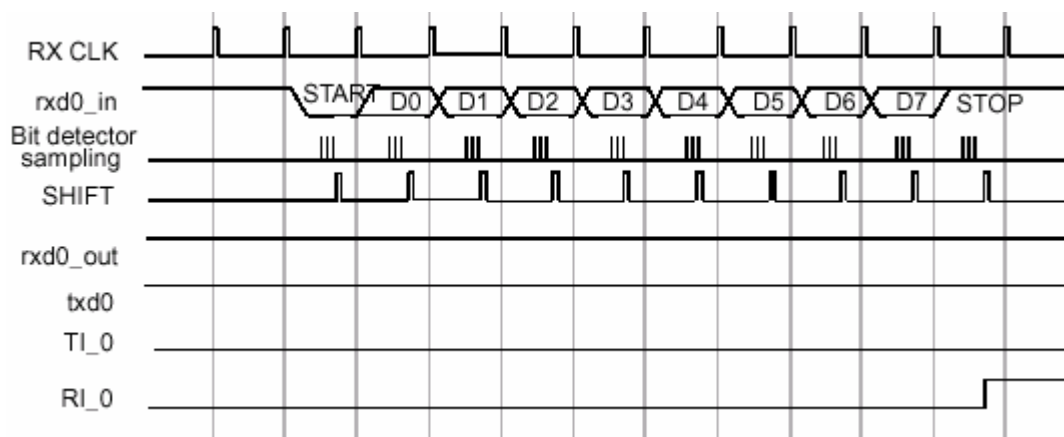 RX CLK
rxd0_in START D0 D1 D2 D3 D4 D5 D6 D7 STOP
Bit detector
sampling
SHIFT
rxd0_out
txd0
TI_0
RI_0